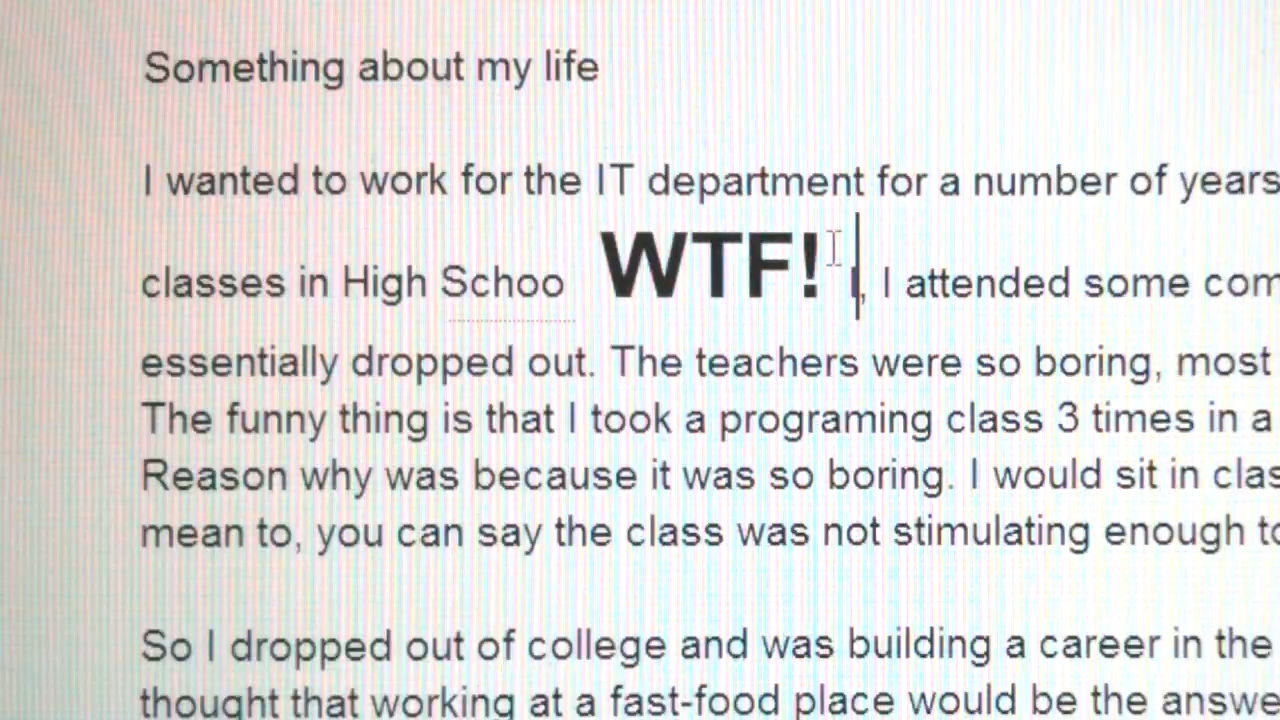 Something about my life
I wanted to work for the IT department for a number of years
classes in High Schoo WTF! l, I attended some com
essentially dropped out. The teachers were so boring, most
The funny thing is that I took a programing class 3 times in a
Reason why was because it was so boring. I would sit in clas
mean to, you can say the class was not stimulating enough to
So I dropped out of college and was building a career in the
thought that working at a fast-food place would be the answe